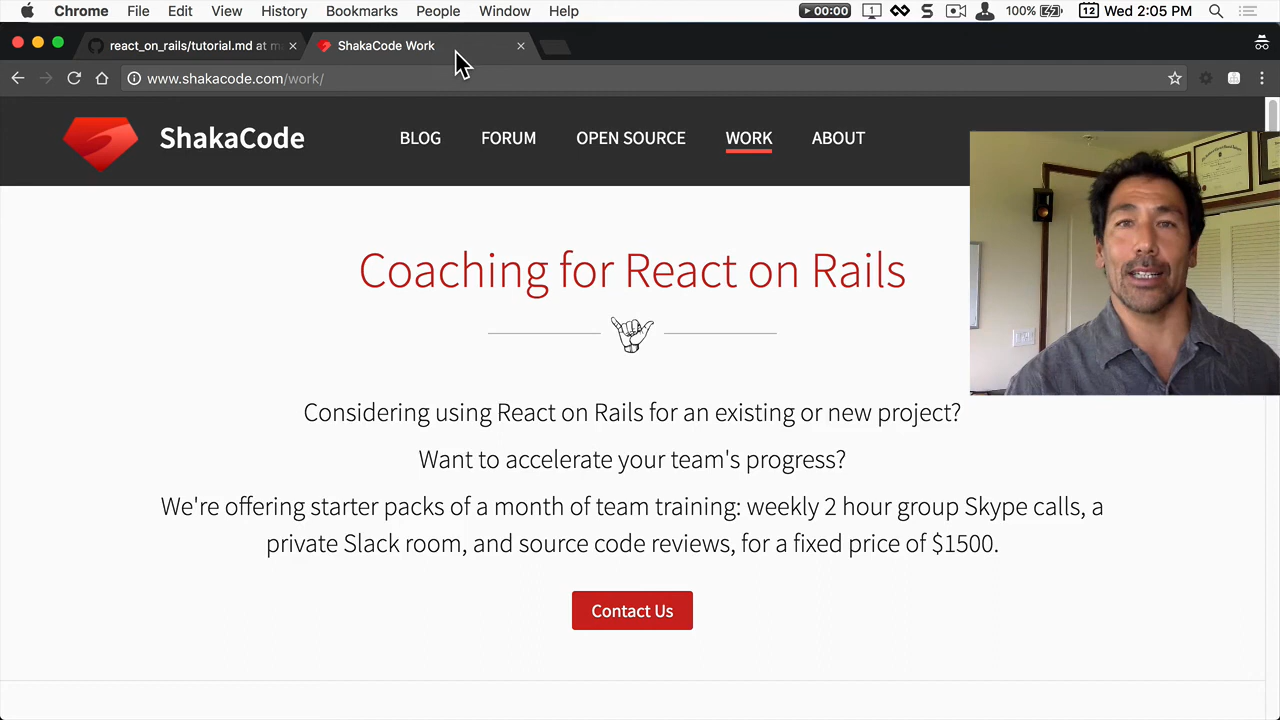 Chrome File Edit View History Bookmarks People Window Help 00:00 1 S 100% 12 Wed 2:05 PM
react_on_rails/tutorial.md at m
ShakaCode Work
www.shakacode.com/work/
ShakaCode
BLOG FORUM OPEN SOURCE WORK ABOUT
Coaching for React on Rails
Considering using React on Rails for an existing or new project?
Want to accelerate your team's progress?
We're offering starter packs of a month of team training: weekly 2 hour group Skype calls, a
private Slack room, and source code reviews, for a fixed price of $1500.
Contact Us